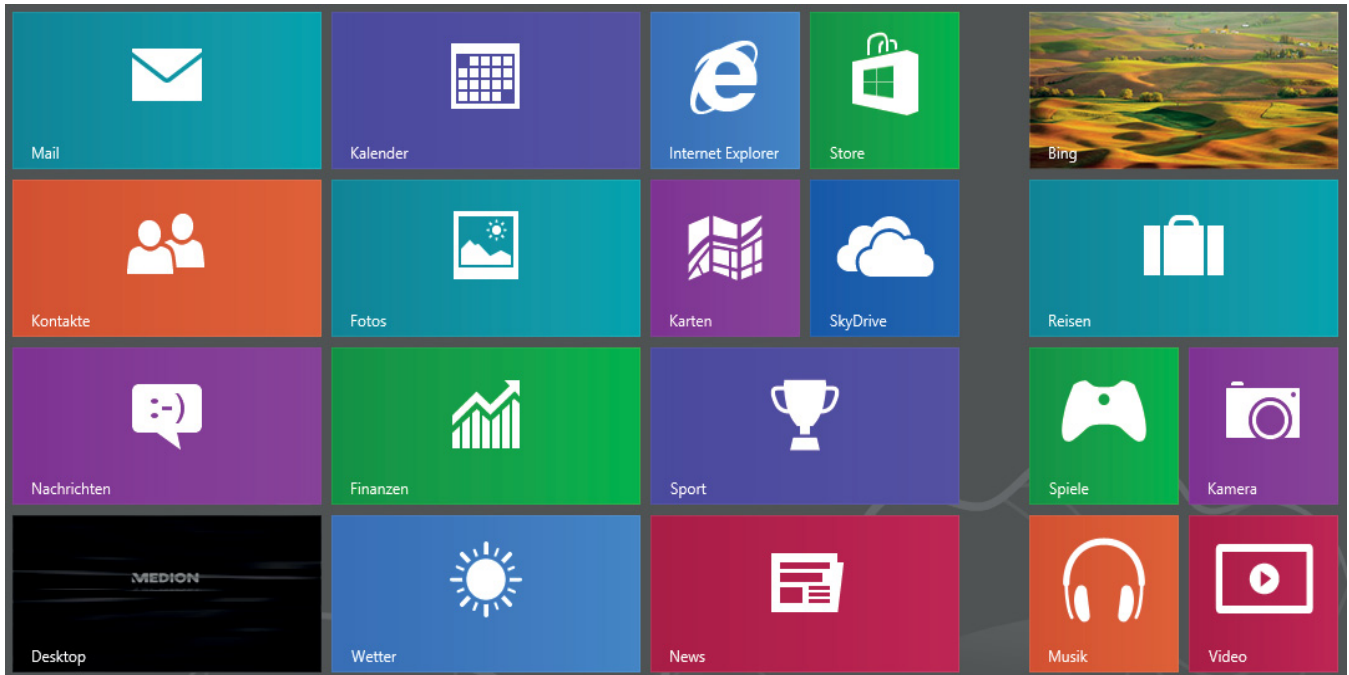 Mail
Kalender
Internet Explorer
Store
Bing
Kontakte
Fotos
Karten
SkyDrive
Reisen
:-)
Nachrichten
Finanzen
Sport
Spiele
Kamera
MEDION
Desktop
Wetter
News
Musik
Video